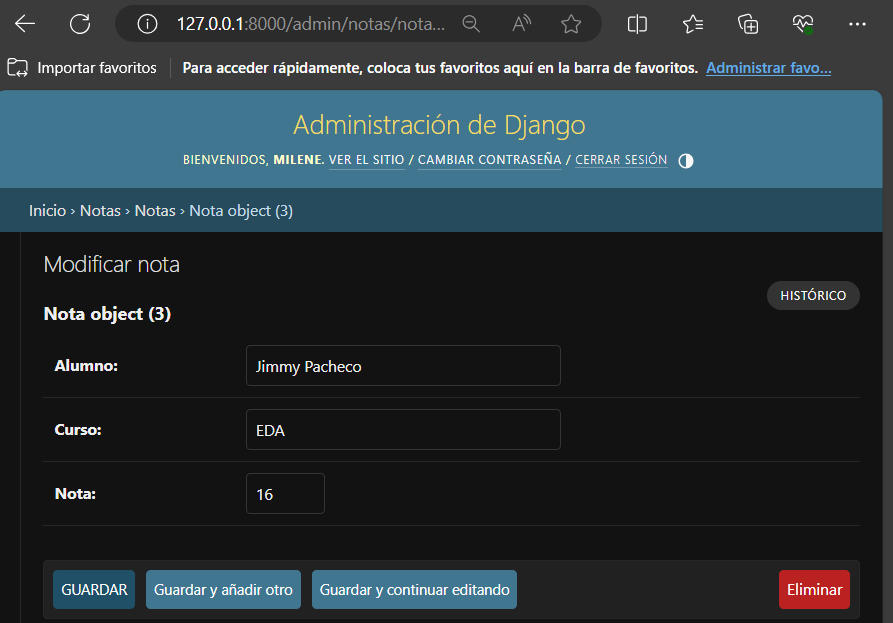 127.0.0.1:8000/admin/notas/nota...
Importar favoritos
Para acceder rápidamente, coloca tus favoritos aquí en la barra de favoritos. Administrar favo...
Administración de Django
BIENVENIDOS, MILENE. VER EL SITIO / CAMBIAR CONTRASEÑA / CERRAR SESIÓN
Inicio › Notas › Notas › Nota object (3)
Modificar nota
HISTÓRICO
Nota object (3)
Alumno: Jimmy Pacheco
Curso: EDA
Nota: 16
GUARDAR Guardar y añadir otro Guardar y continuar editando Eliminar